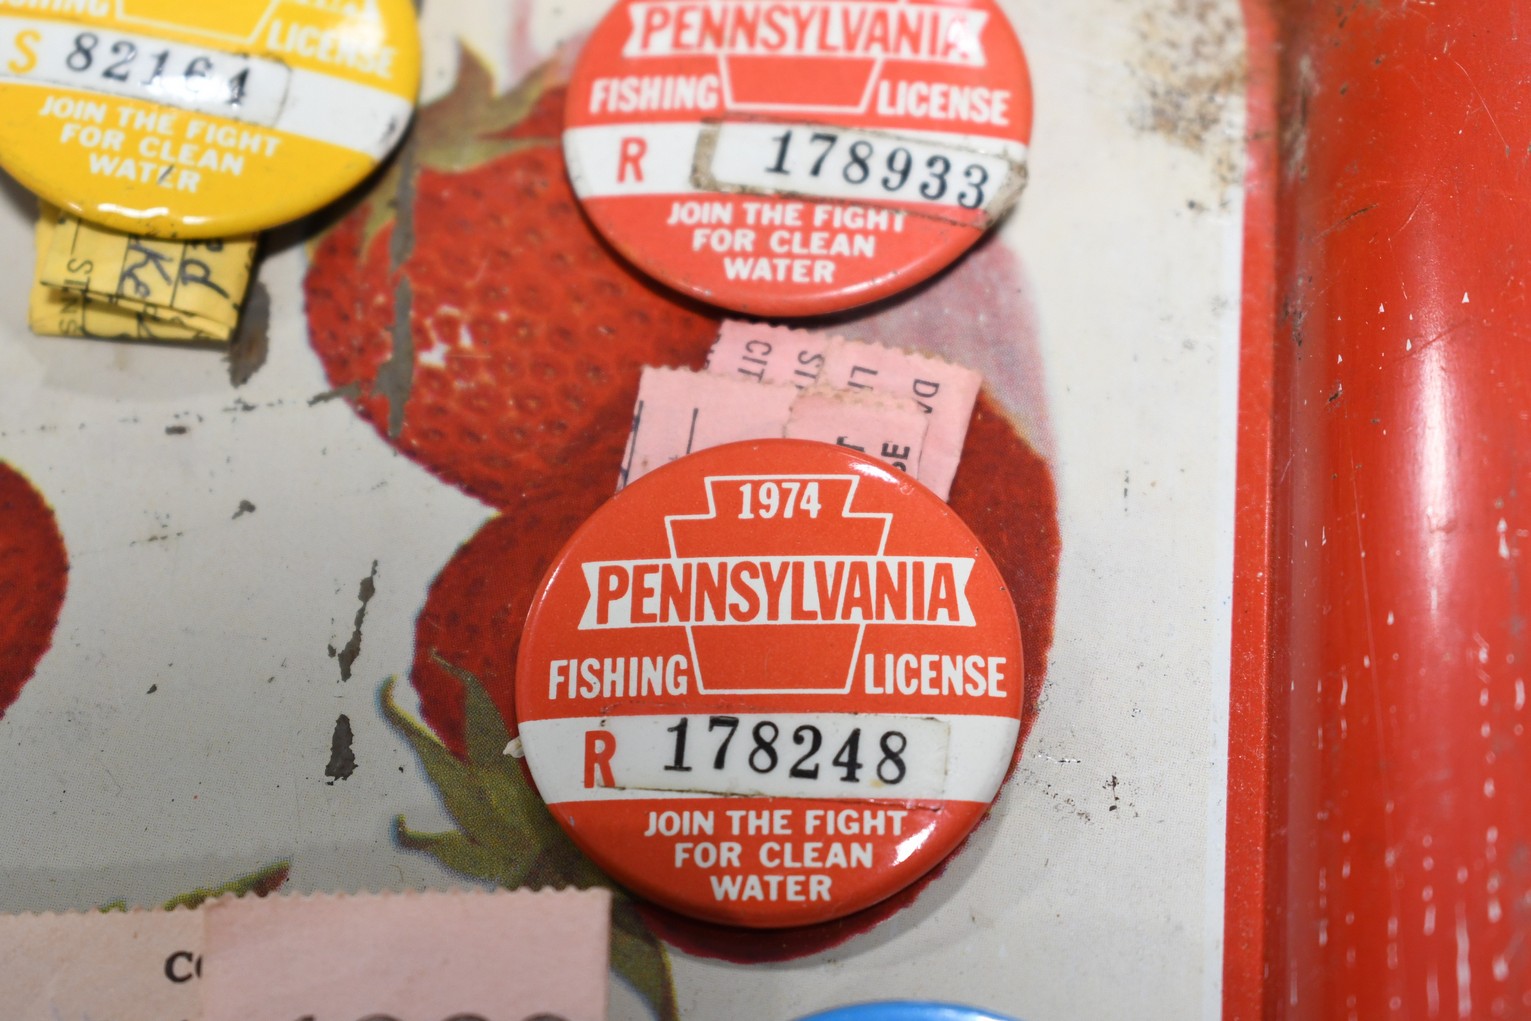 LICENSE
S 82164
JOIN THE FIGHT
FOR CLEAN
WATER
PENNSYLVANIA
FISHING LICENSE
R 178933
JOIN THE FIGHT
FOR CLEAN
WATER
1974
PENNSYLVANIA
FISHING LICENSE
R 178248
JOIN THE FIGHT
FOR CLEAN
WATER